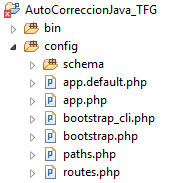 AutoCorreccionJava_TFG
bin
config
schema
app.default.php
app.php
bootstrap_cli.php
bootstrap.php
paths.php
routes.php